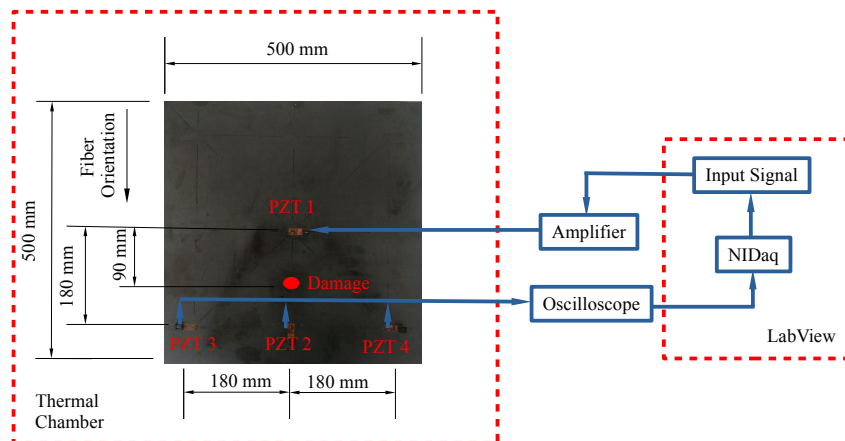 500 mm
Fiber
Orientation
500 mm
PZT 1
180 mm
90 mm
Damage
PZT 3
PZT 2
PZT 4
180 mm
180 mm
Thermal
Chamber
Input Signal
Amplifier
NIDaq
Oscilloscope
LabView